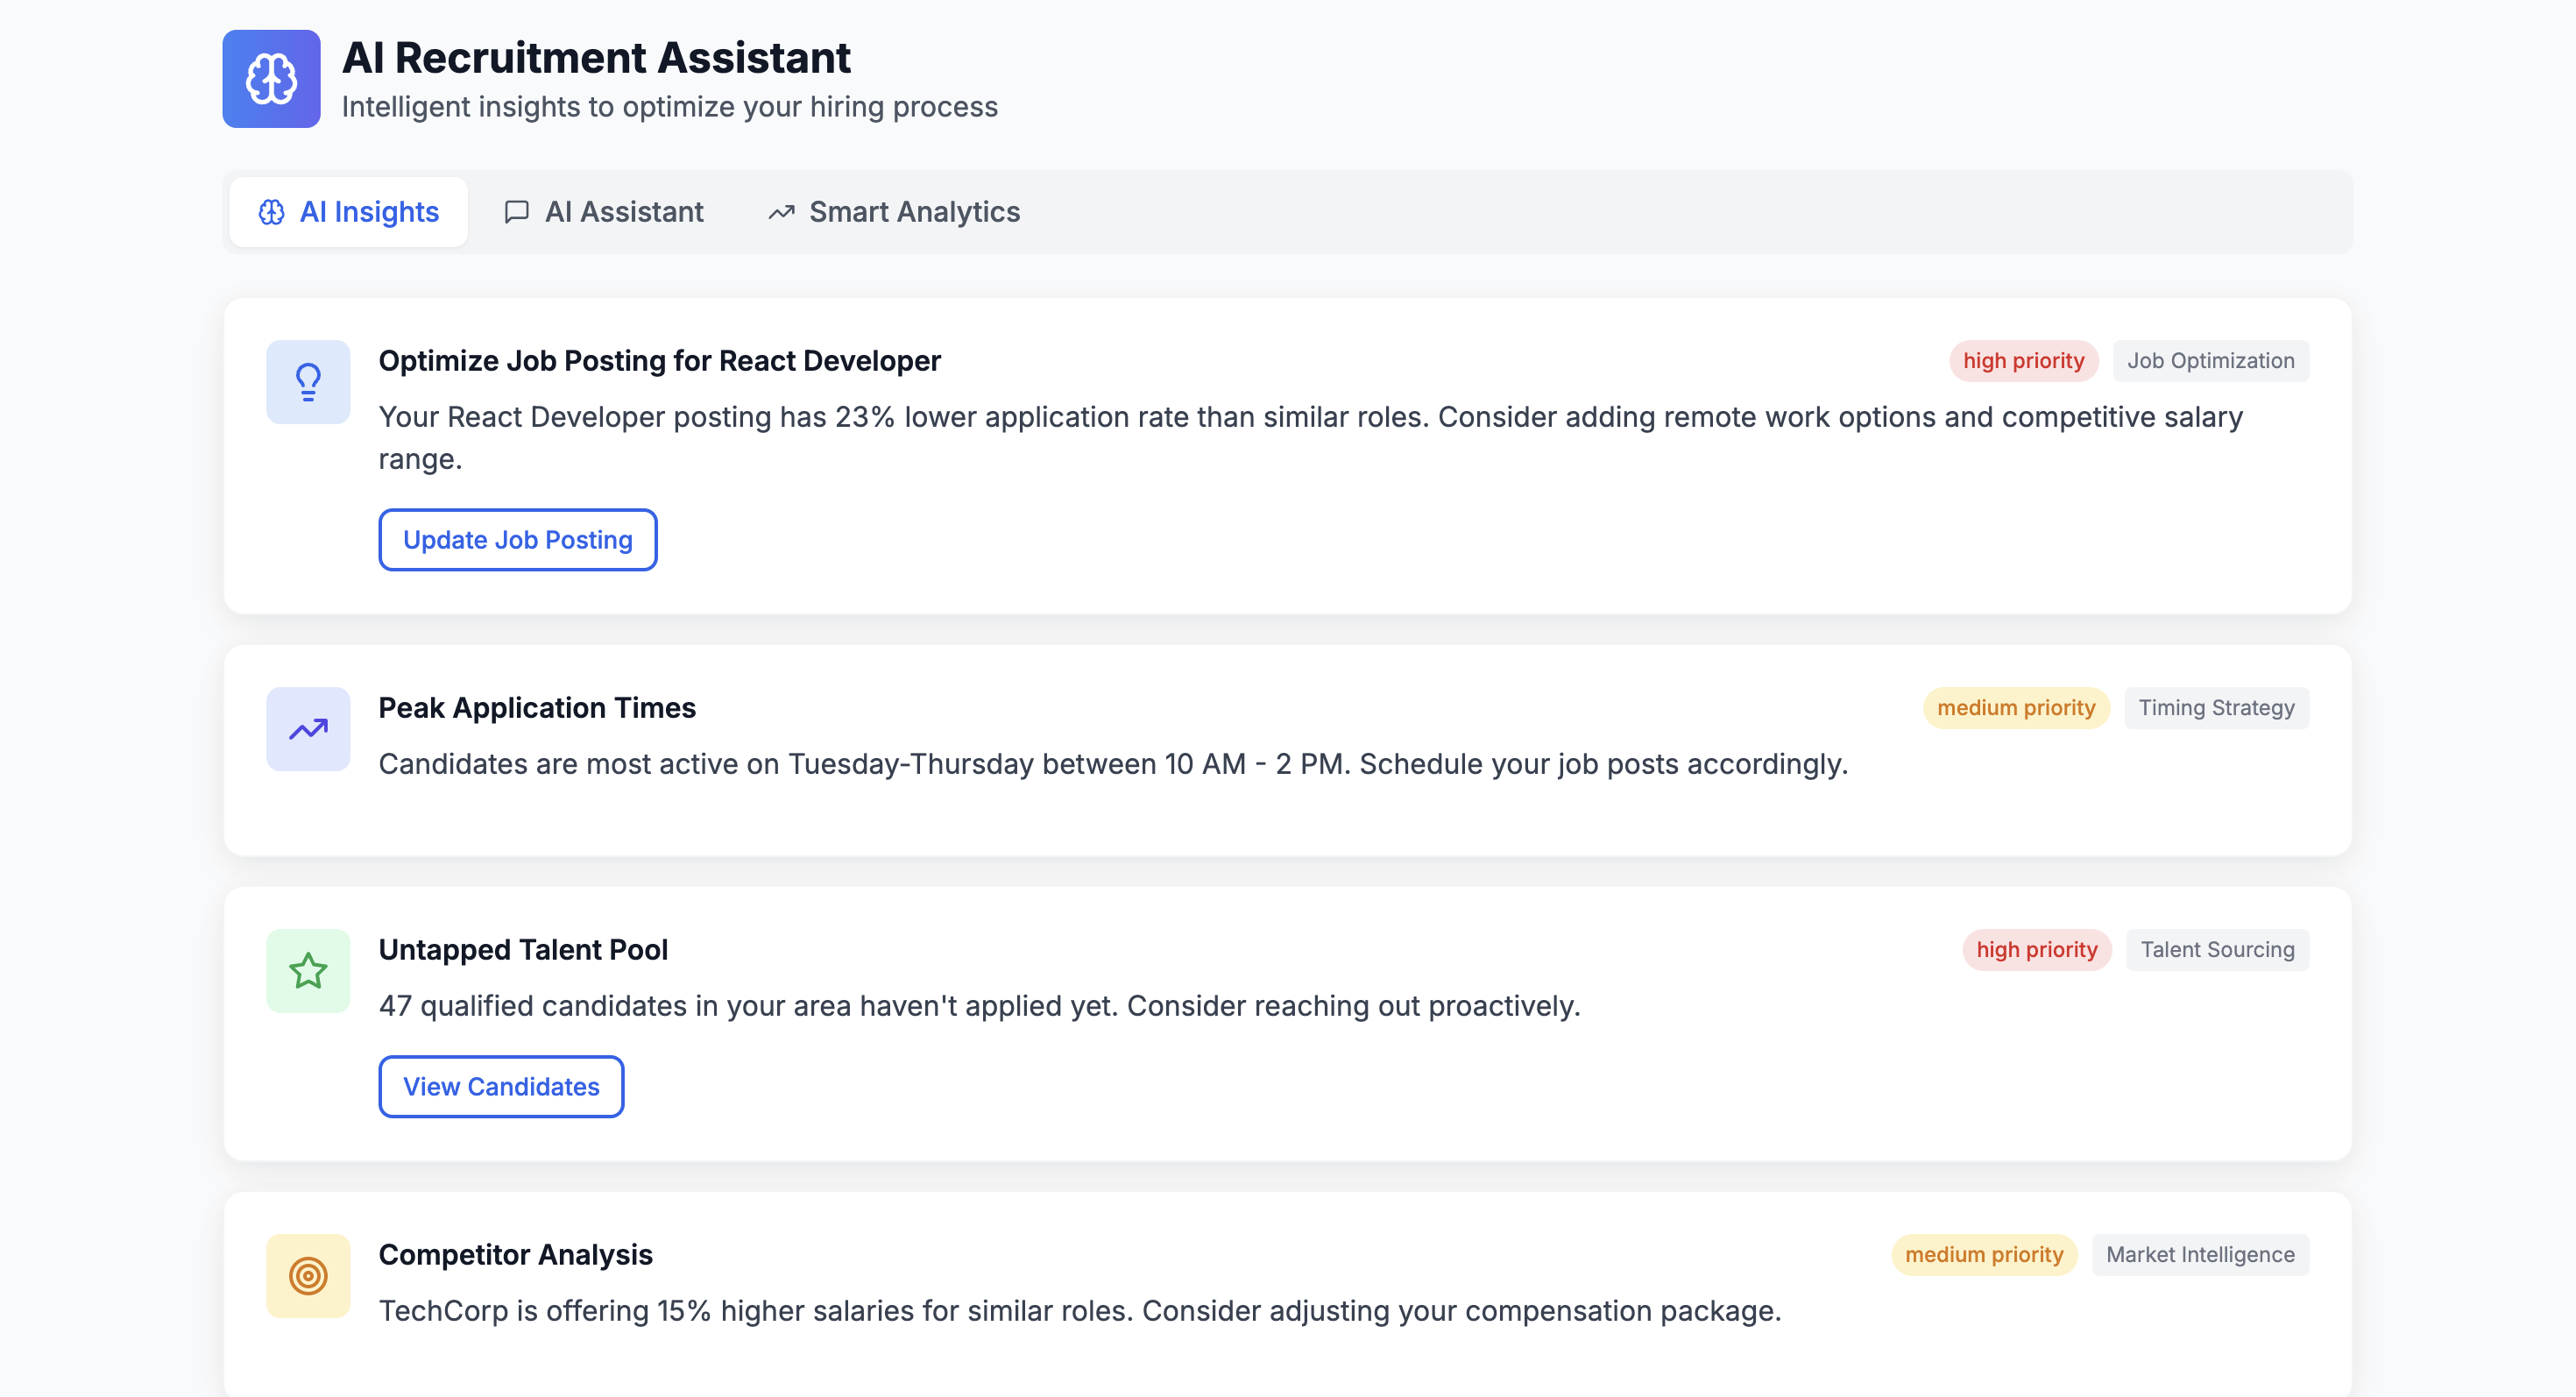 AI Recruitment Assistant
Intelligent insights to optimize your hiring process
AI Insights
AI Assistant
Smart Analytics
Optimize Job Posting for React Developer
high priority
Job Optimization
Your React Developer posting has 23% lower application rate than similar roles. Consider adding remote work options and competitive salary
range.
Update Job Posting
Peak Application Times
medium priority
Timing Strategy
Candidates are most active on Tuesday-Thursday between 10 AM - 2 PM. Schedule your job posts accordingly.
Untapped Talent Pool
high priority
Talent Sourcing
47 qualified candidates in your area haven't applied yet. Consider reaching out proactively.
View Candidates
Competitor Analysis
medium priority
Market Intelligence
TechCorp is offering 15% higher salaries for similar roles. Consider adjusting your compensation package.